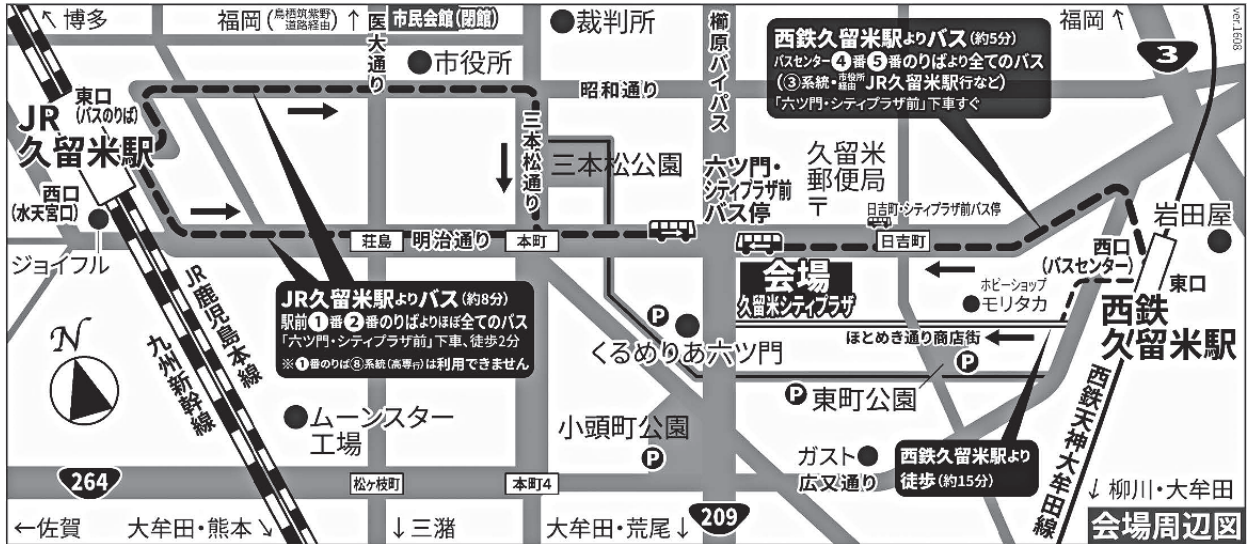 ↖博多
福岡(鳥栖筑紫野道路経由)↑
市民会館(閉館)
医大通り
裁判所
市役所
櫛原バイパス
福岡↑
3
ver.1608
西鉄久留米駅よりバス(約5分)
バスセンター④番⑤番のりばより全てのバス
(③系統・市役所経由JR久留米駅行など)
「六ツ門・シティプラザ前」下車すぐ
東口
(バスのりば)
JR
久留米駅
西口
(水天宮口)
ジョイフル
昭和通り
三本松通り
三本松公園
六ツ門・
シティプラザ前
バス停
久留米
郵便局
〒
日吉町・シティプラザ前バス停
岩田屋
荘島
明治通り
本町
日吉町
西口
(バスセンター)
東口
会場
久留米シティプラザ
ホビーショップ
モリタカ
西鉄
久留米駅
ほとめき通り商店街
JR久留米駅よりバス(約8分)
駅前❶番❷番のりばよりほぼ全てのバス
「六ツ門・シティプラザ前」下車、徒歩2分
※❶番のりば⑧系統(高専行)は利用できません
JR鹿児島本線
九州新幹線
N
P
くるめりあ六ツ門
P
P
東町公園
ムーンスター
工場
小頭町公園
P
ガスト
広又通り
西鉄久留米駅より
徒歩(約15分)
西鉄天神大牟田線
264
松ヶ枝町
本町4
209
↓柳川・大牟田
←佐賀
大牟田・熊本↘
↓三潴
大牟田・荒尾↓
会場周辺図